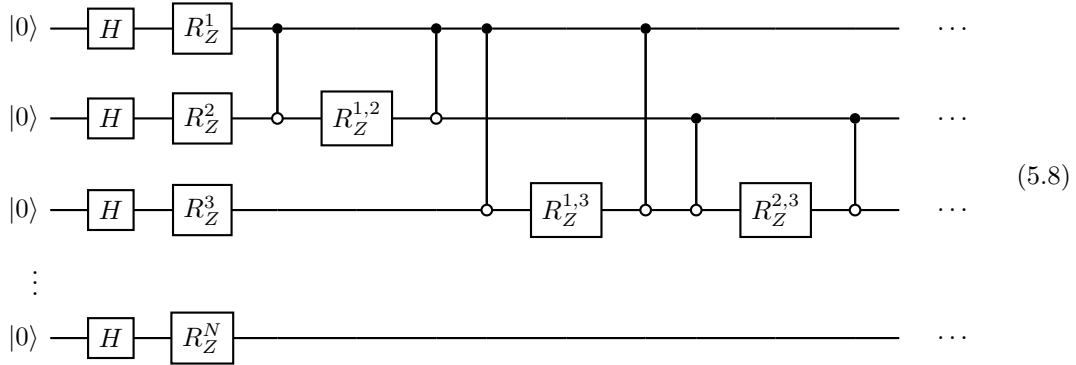 |0⟩ H R_Z^1 ⋯
|0⟩ H R_Z^2 R_Z^{1,2} ⋯
(5.8)
|0⟩ H R_Z^3 R_Z^{1,3} R_Z^{2,3} ⋯
⋮
|0⟩ H R_Z^N ⋯